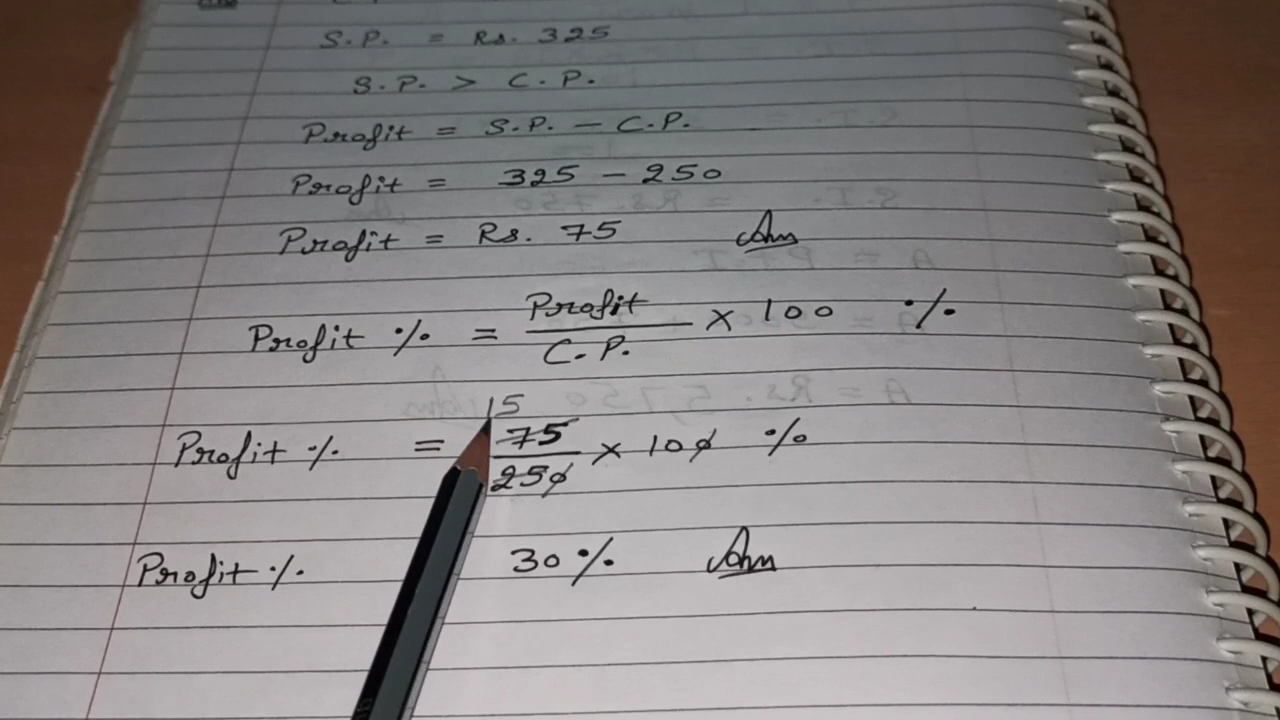 S.P. = Rs. 325
S.P. > C.P.
Profit = S.P. – C.P.
Profit = 325 – 250
Profit = Rs. 75 Ans
Profit % = Profit / C.P. × 100 %
15
Profit % = 75 / 250 × 100 %
Profit % 30 % Ans